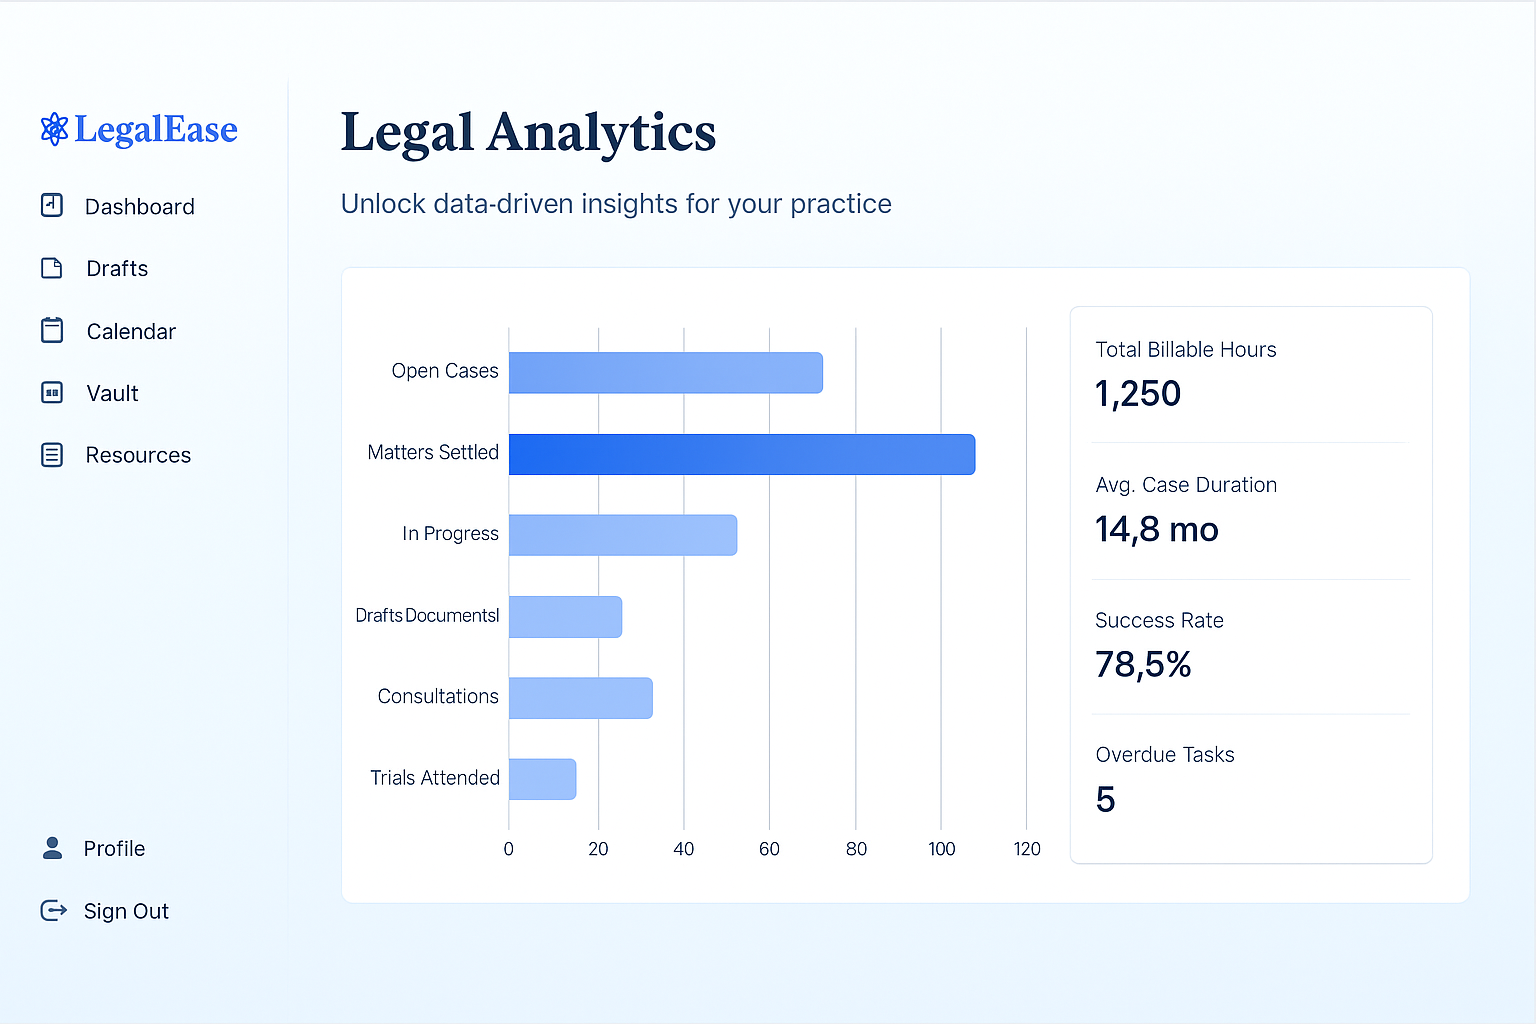 LegalEase
Dashboard
Drafts
Calendar
Vault
Resources
Profile
Sign Out
Legal Analytics
Unlock data-driven insights for your practice
Open Cases
Matters Settled
In Progress
Drafts Documentsl
Consultations
Trials Attended
0 20 40 60 80 100 120
Total Billable Hours
1,250
Avg. Case Duration
14,8 mo
Success Rate
78,5%
Overdue Tasks
5